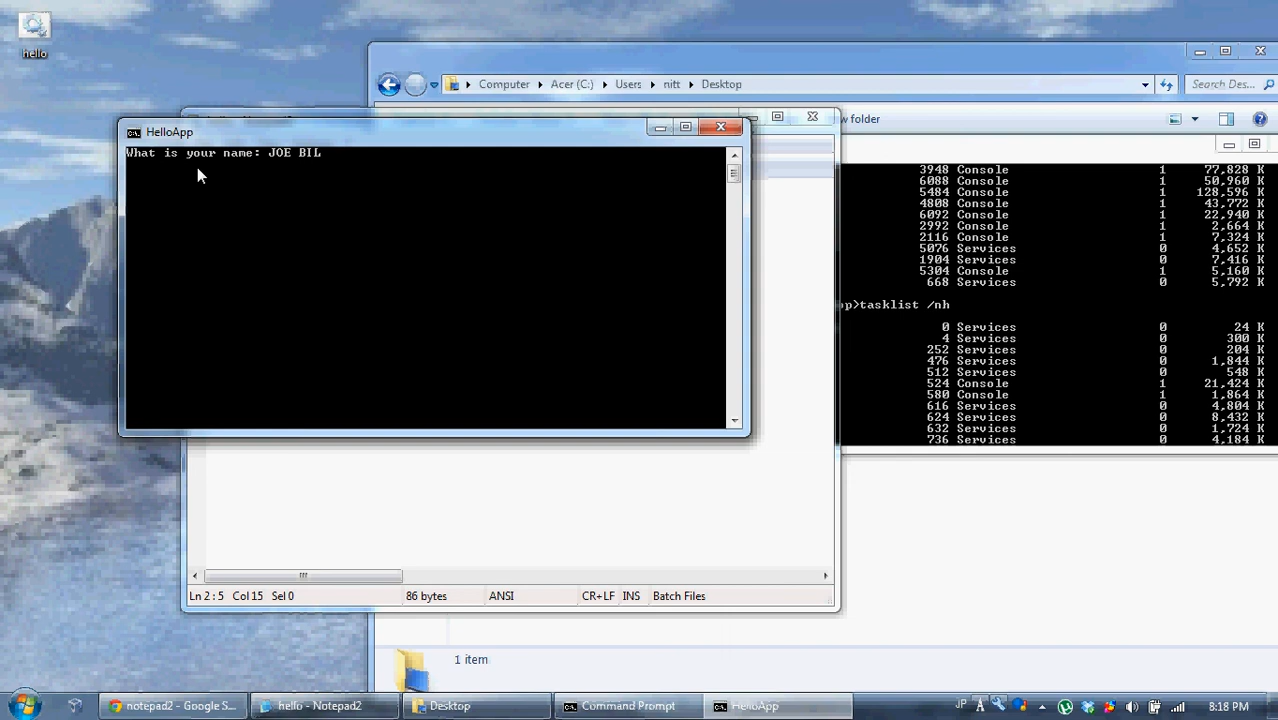 hello
Computer
Acer (C:)
Users
nitt
Desktop
Search Des...
w folder
HelloApp
What is your name: JOE BIL
3948 Console 1 77,828 K
6088 Console 1 50,960 K
5484 Console 1 128,596 K
4808 Console 1 43,772 K
6092 Console 1 22,940 K
2992 Console 1 2,664 K
2116 Console 1 7,324 K
5076 Services 0 4,652 K
1904 Services 0 7,416 K
5304 Console 1 5,160 K
668 Services 0 5,792 K
op>tasklist /nh
0 Services 0 24 K
4 Services 0 300 K
252 Services 0 204 K
476 Services 0 1,844 K
512 Services 0 548 K
524 Console 1 21,424 K
580 Console 1 1,864 K
616 Services 0 4,804 K
624 Services 0 8,432 K
632 Services 0 1,724 K
736 Services 0 4,184 K
Ln 2 : 5 Col 15 Sel 0 86 bytes ANSI CR+LF INS Batch Files
1 item
notepad2 - Google S...
hello - Notepad2
Desktop
Command Prompt
HelloApp
JP
8:18 PM